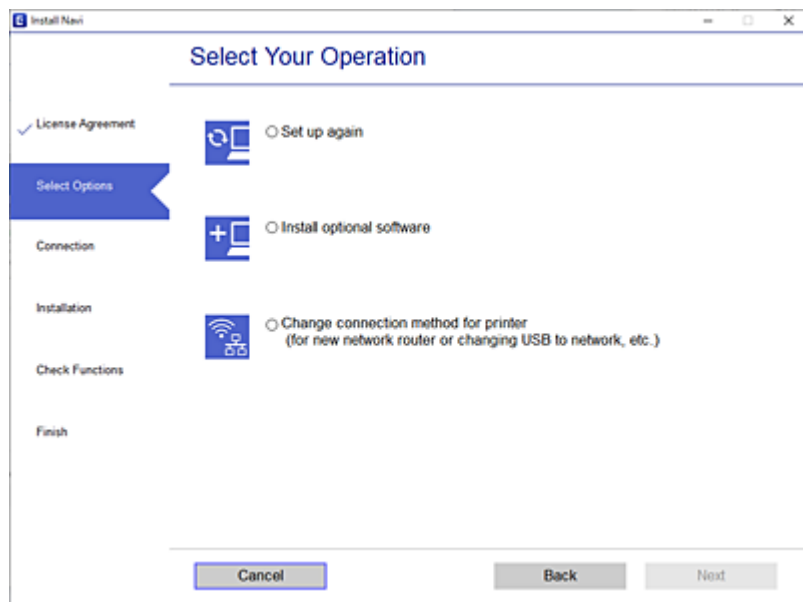 Install Navi
Select Your Operation
License Agreement
Select Options
Connection
Installation
Check Functions
Finish
Set up again
Install optional software
Change connection method for printer
(for new network router or changing USB to network, etc.)
Cancel
Back
Next